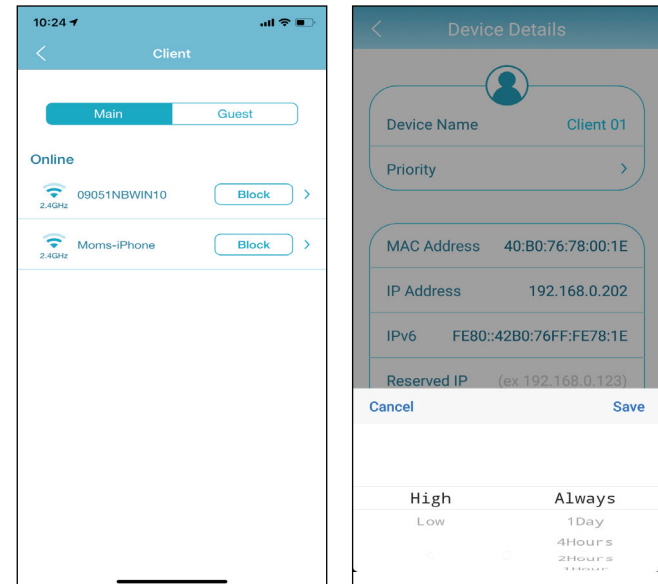 10:24
Client
Main Guest
Online
09051NBWIN10 Block
2.4GHz
Moms-iPhone Block
2.4GHz
Device Details
Device Name Client 01
Priority
MAC Address 40:B0:76:78:00:1E
IP Address 192.168.0.202
IPv6 FE80::42B0:76FF:FE78:1E
Reserved IP (ex 192.168.0.123)
Cancel Save
High Always
Low 1Day
4Hours
2Hours
1Hour